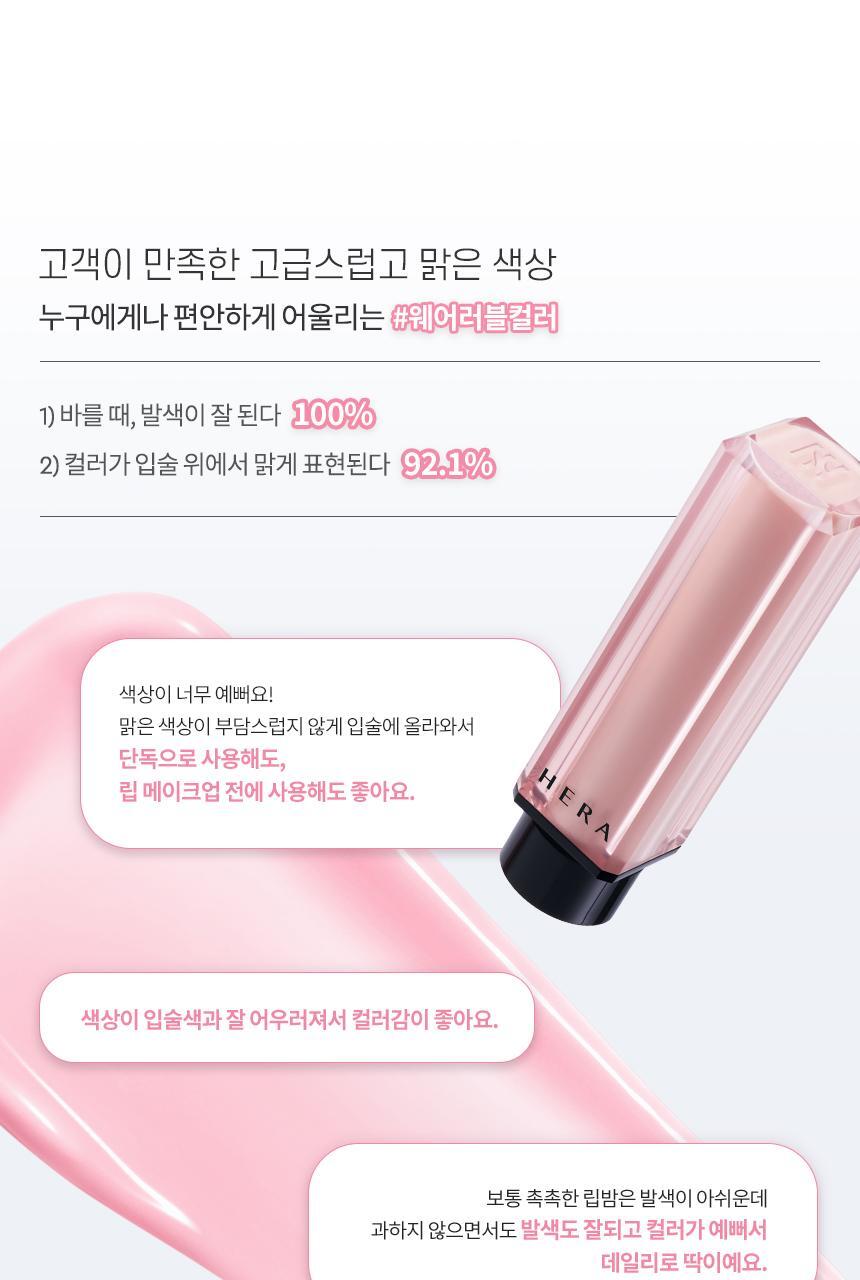 고객이 만족한 고급스럽고 맑은 색상
누구에게나 편안하게 어울리는 #웨어러블컬러
1) 바를 때, 발색이 잘 된다 100%
2) 컬러가 입술 위에서 맑게 표현된다 92.1%
색상이 너무 예뻐요!
맑은 색상이 부담스럽지 않게 입술에 올라와서
단독으로 사용해도,
립 메이크업 전에 사용해도 좋아요.
HERA
색상이 입술색과 잘 어우러져서 컬러감이 좋아요.
보통 촉촉한 립밤은 발색이 아쉬운데
과하지 않으면서도 발색도 잘되고 컬러가 예뻐서
데일리로 딱이예요.